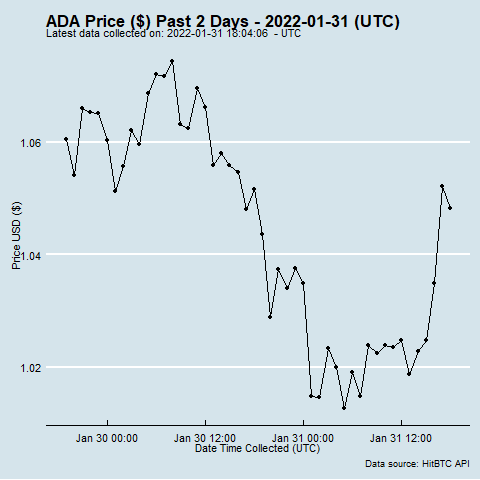 ADA Price ($) Past 2 Days - 2022-01-31 (UTC)
Latest data collected on: 2022-01-31 18:04:06 - UTC
Price USD ($)
1.06
1.04
1.02
Jan 30 00:00
Jan 30 12:00
Jan 31 00:00
Jan 31 12:00
Date Time Collected (UTC)
Data source: HitBTC API